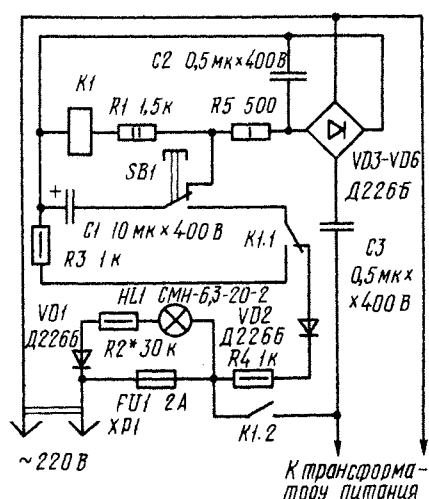 C2 0,5 мк×400 В
K1
R1 1,5 к
R5 500
SB1
VD3-VD6
Д226Б
+
C1 10 мк × 400 В
K1.1
C3
0,5 мк×
×400 В
R3 1 к
HL1 СМН-6,3-20-2
VD1
Д226Б
VD2
Д226Б
R2* 30 к
R4 1к
FU1 2А
XP1
K1.2
~220 В
К трансформа-
тору питания